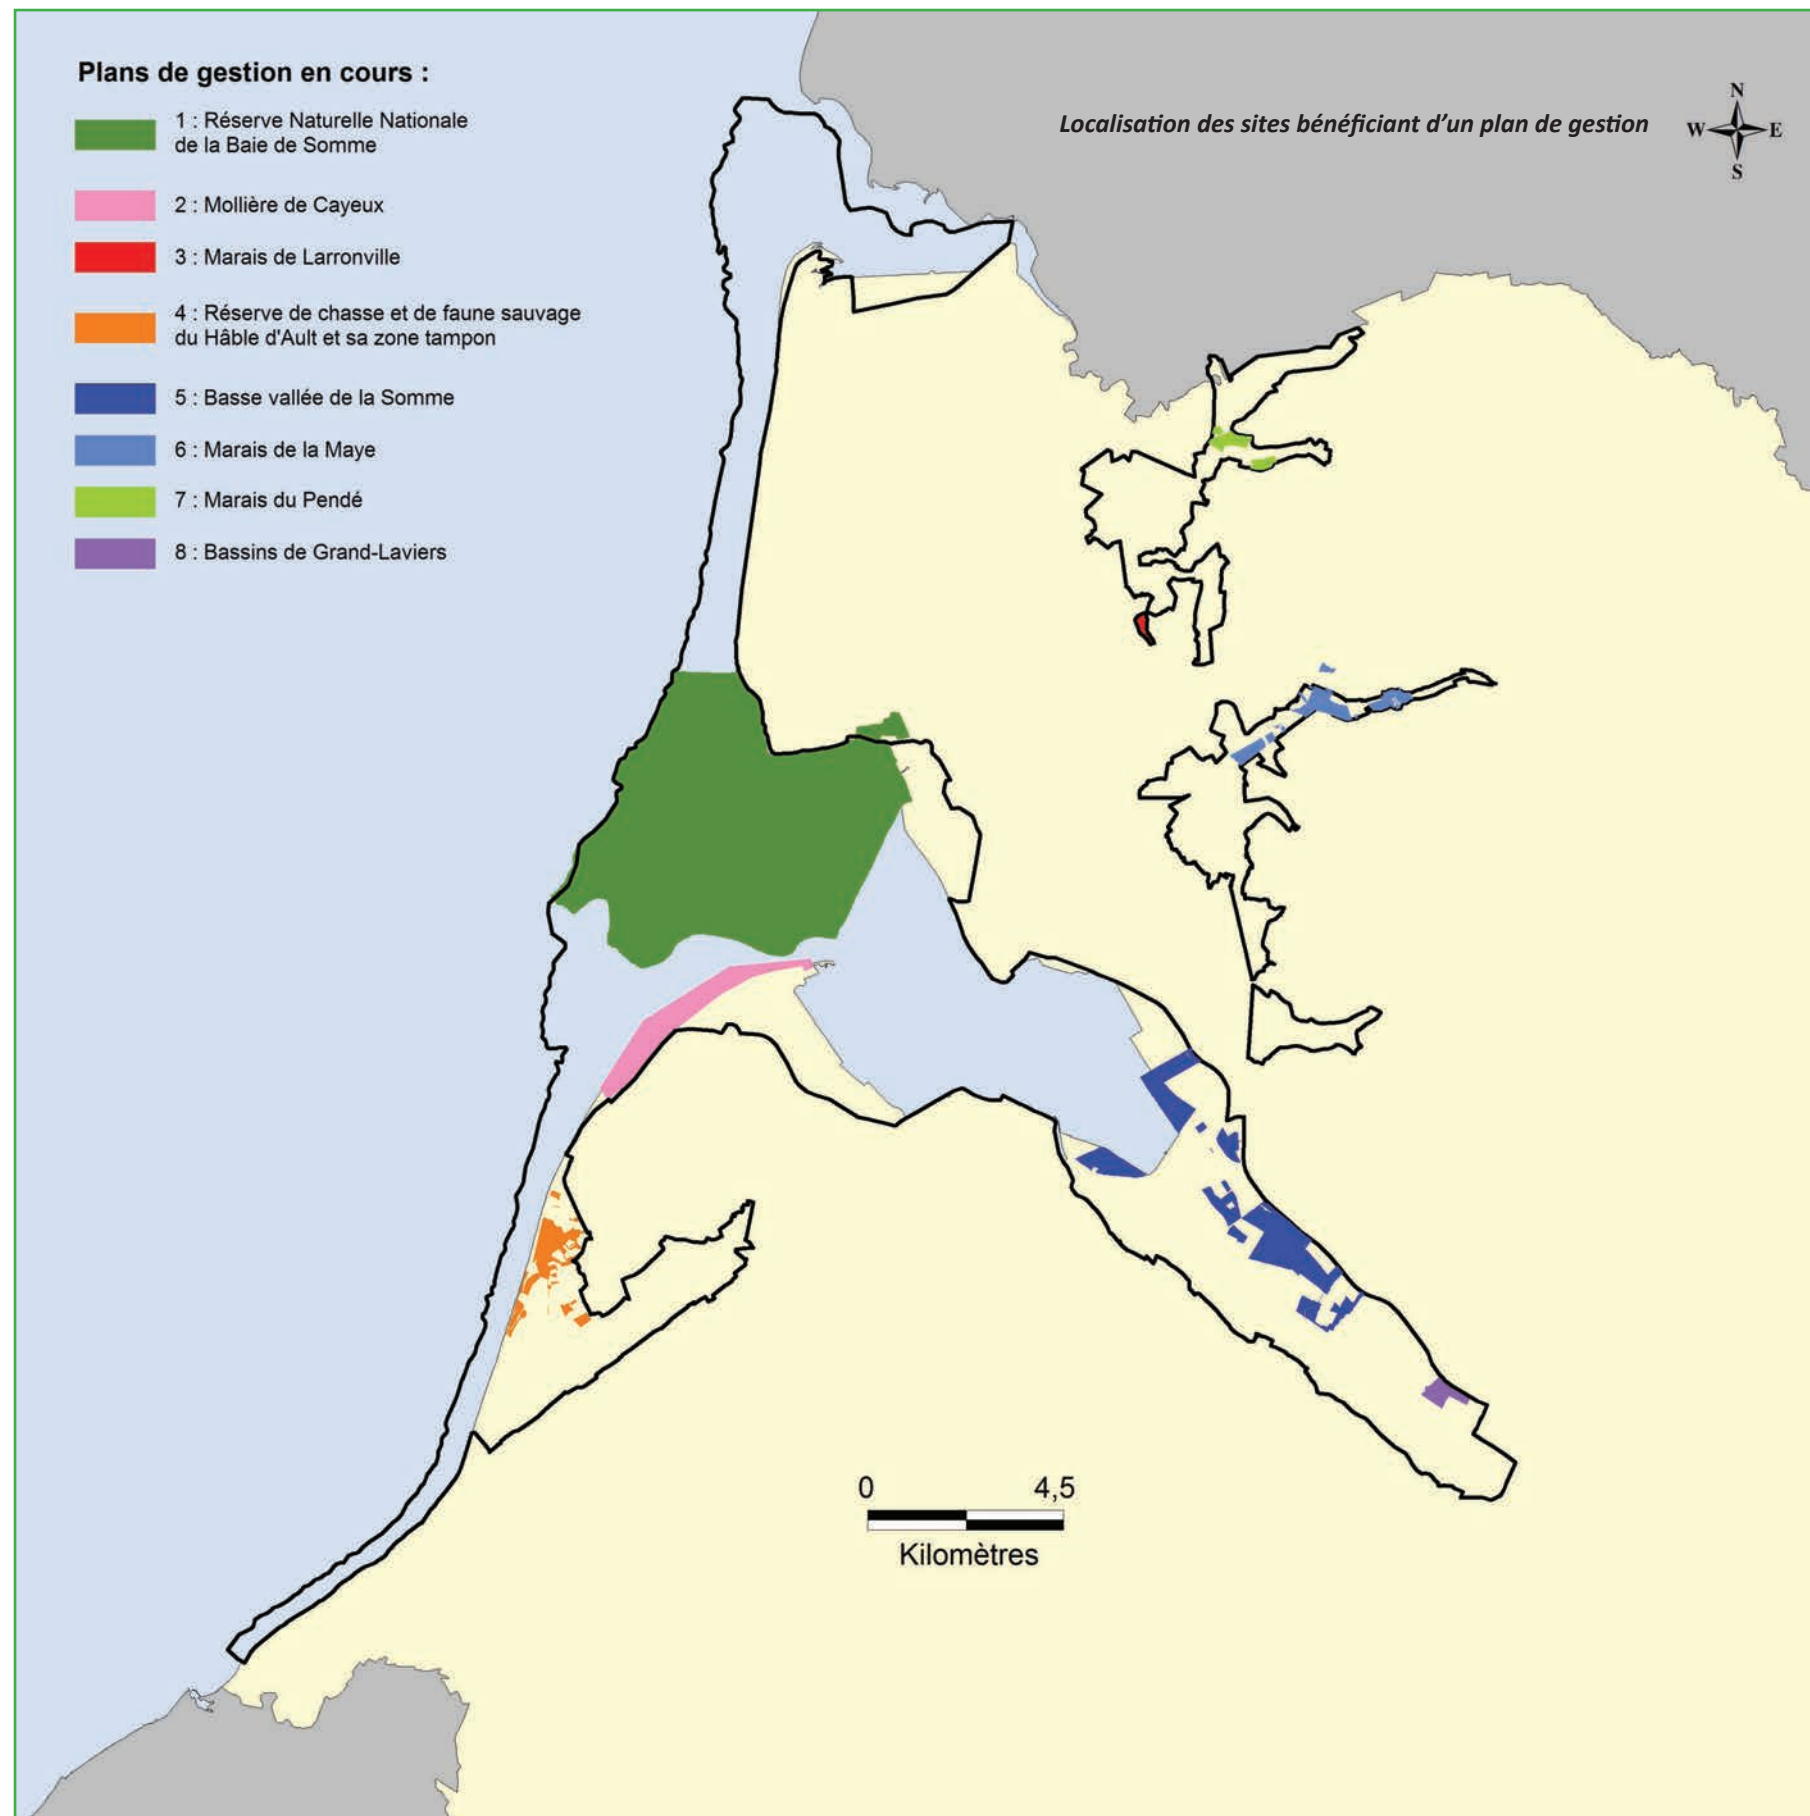 Plans de gestion en cours :
1 : Réserve Naturelle Nationale
de la Baie de Somme
2 : Mollière de Cayeux
3 : Marais de Larronville
4 : Réserve de chasse et de faune sauvage
du Hâble d'Ault et sa zone tampon
5 : Basse vallée de la Somme
6 : Marais de la Maye
7 : Marais du Pendé
8 : Bassins de Grand-Laviers
Localisation des sites bénéficiant d’un plan de gestion
N
W E
S
0 4,5
Kilomètres